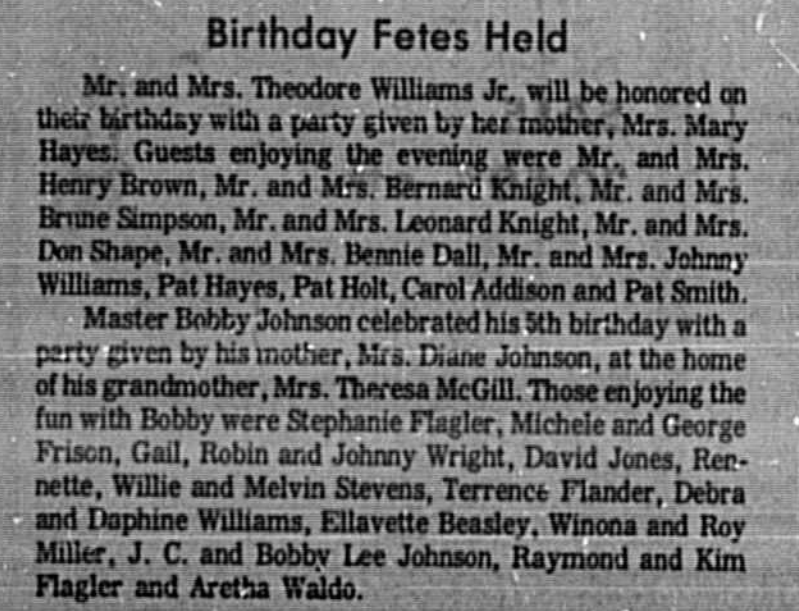 Birthday Fetes Held
Mr. and Mrs. Theodore Williams Jr. will be honored on
their birthday with a party given by her mother, Mrs. Mary
Hayes. Guests enjoying the evening were Mr. and Mrs.
Henry Brown, Mr. and Mrs. Bernard Knight, Mr. and Mrs.
Brune Simpson, Mr. and Mrs. Leonard Knight, Mr. and Mrs.
Don Shape, Mr. and Mrs. Bennie Dall, Mr. and Mrs. Johnny
Williams, Pat Hayes, Pat Holt, Carol Addison and Pat Smith.
Master Bobby Johnson celebrated his 5th birthday with a
party given by his mother, Mrs. Diane Johnson, at the home
of his grandmother, Mrs. Theresa McGill. Those enjoying the
fun with Bobby were Stephanie Flagler, Michele and George
Frison, Gail, Robin and Johnny Wright, David Jones, Ren-
nette, Willie and Melvin Stevens, Terrence Flander, Debra
and Daphine Williams, Ellavette Beasley, Winona and Roy
Miller, J. C. and Bobby Lee Johnson, Raymond and Kim
Flagler and Aretha Waldo.